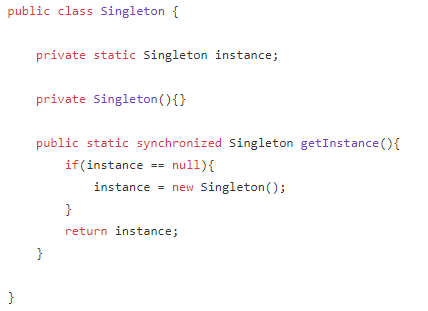 public class Singleton {
private static Singleton instance;
private Singleton(){}
public static synchronized Singleton getInstance(){
if(instance == null){
instance = new Singleton();
}
return instance;
}
}